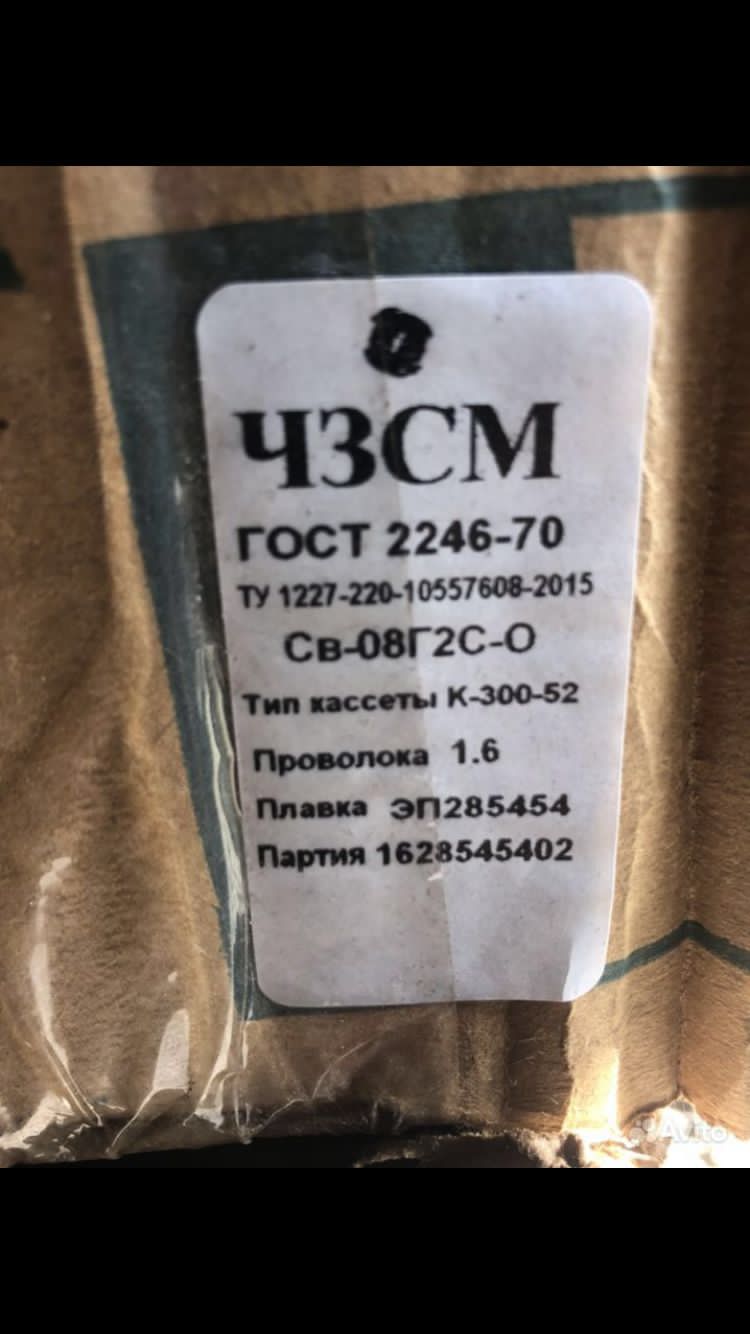 ЧЗСМ
ГОСТ 2246-70
ТУ 1227-220-10557608-2015
Св-08Г2С-О
Тип кассеты К-300-52
Проволока 1.6
Плавка ЭП285454
Партия 1628545402
Avito